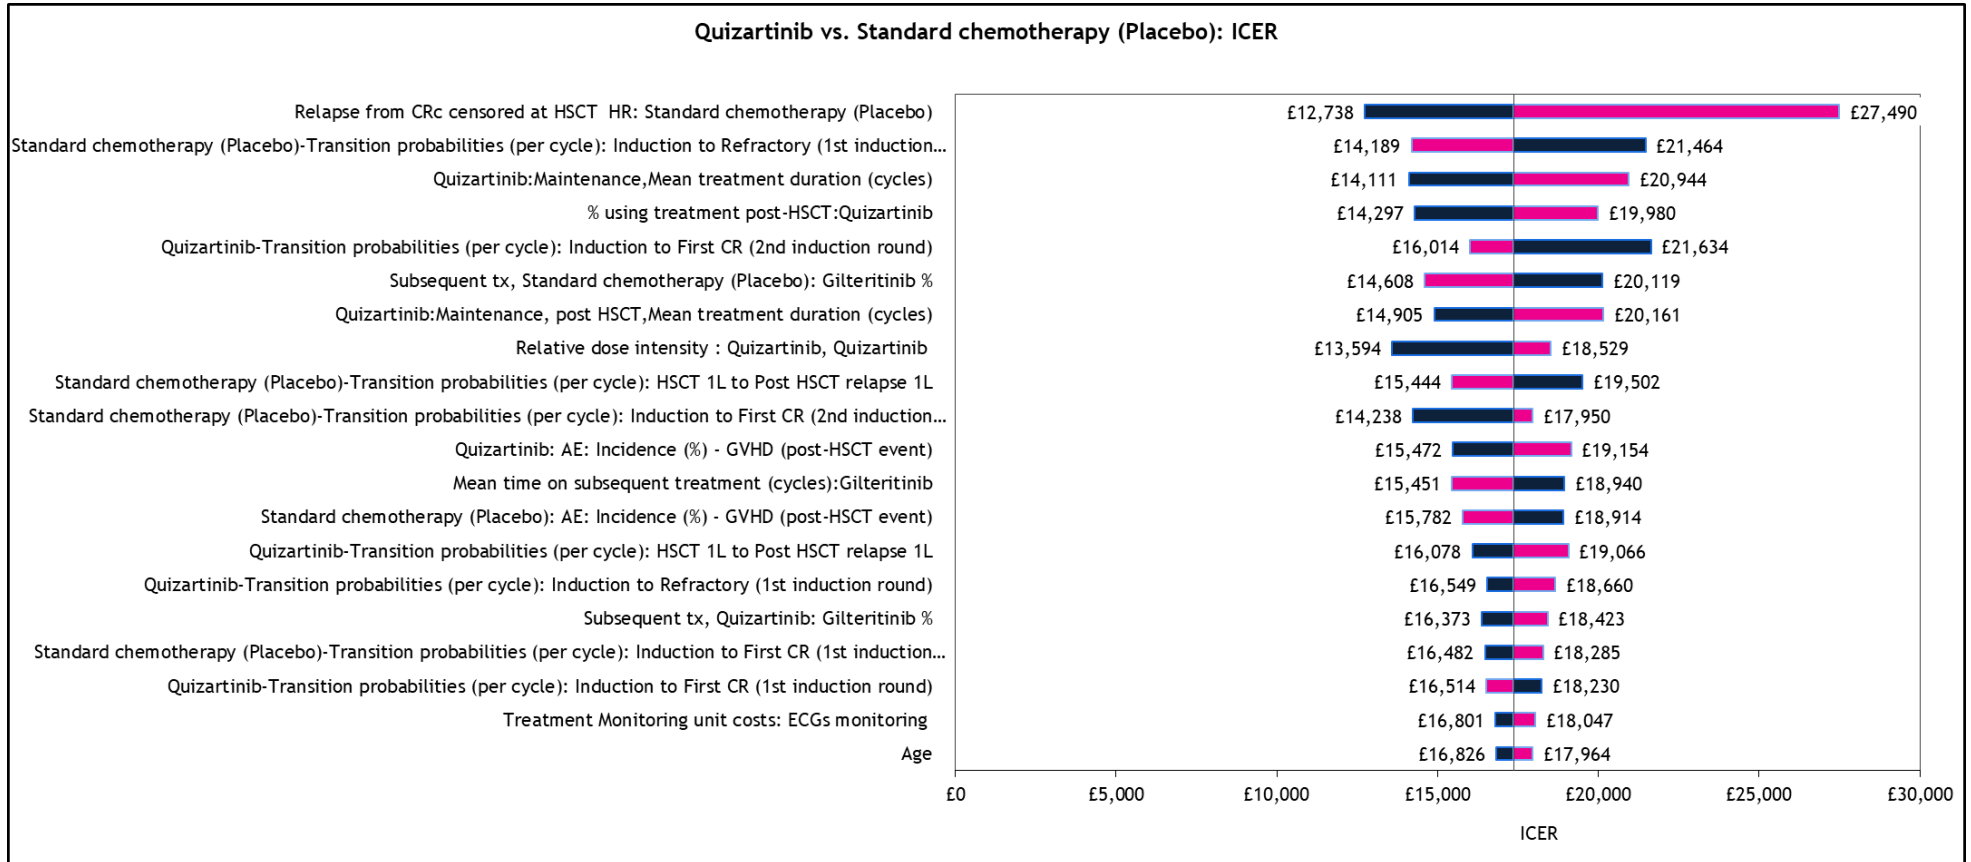 Quizartinib vs. Standard chemotherapy (Placebo): ICER
Relapse from CRc censored at HSCT  HR: Standard chemotherapy (Placebo) £12,738 £27,490
Standard chemotherapy (Placebo)-Transition probabilities (per cycle): Induction to Refractory (1st induction... £14,189 £21,464
Quizartinib:Maintenance,Mean treatment duration (cycles) £14,111 £20,944
% using treatment post-HSCT:Quizartinib £14,297 £19,980
Quizartinib-Transition probabilities (per cycle): Induction to First CR (2nd induction round) £16,014 £21,634
Subsequent tx, Standard chemotherapy (Placebo): Gilteritinib % £14,608 £20,119
Quizartinib:Maintenance, post HSCT,Mean treatment duration (cycles) £14,905 £20,161
Relative dose intensity : Quizartinib, Quizartinib £13,594 £18,529
Standard chemotherapy (Placebo)-Transition probabilities (per cycle): HSCT 1L to Post HSCT relapse 1L £15,444 £19,502
Standard chemotherapy (Placebo)-Transition probabilities (per cycle): Induction to First CR (2nd induction... £14,238 £17,950
Quizartinib: AE: Incidence (%) - GVHD (post-HSCT event) £15,472 £19,154
Mean time on subsequent treatment (cycles):Gilteritinib £15,451 £18,940
Standard chemotherapy (Placebo): AE: Incidence (%) - GVHD (post-HSCT event) £15,782 £18,914
Quizartinib-Transition probabilities (per cycle): HSCT 1L to Post HSCT relapse 1L £16,078 £19,066
Quizartinib-Transition probabilities (per cycle): Induction to Refractory (1st induction round) £16,549 £18,660
Subsequent tx, Quizartinib: Gilteritinib % £16,373 £18,423
Standard chemotherapy (Placebo)-Transition probabilities (per cycle): Induction to First CR (1st induction... £16,482 £18,285
Quizartinib-Transition probabilities (per cycle): Induction to First CR (1st induction round) £16,514 £18,230
Treatment Monitoring unit costs: ECGs monitoring £16,801 £18,047
Age £16,826 £17,964
£0 £5,000 £10,000 £15,000 £20,000 £25,000 £30,000
ICER